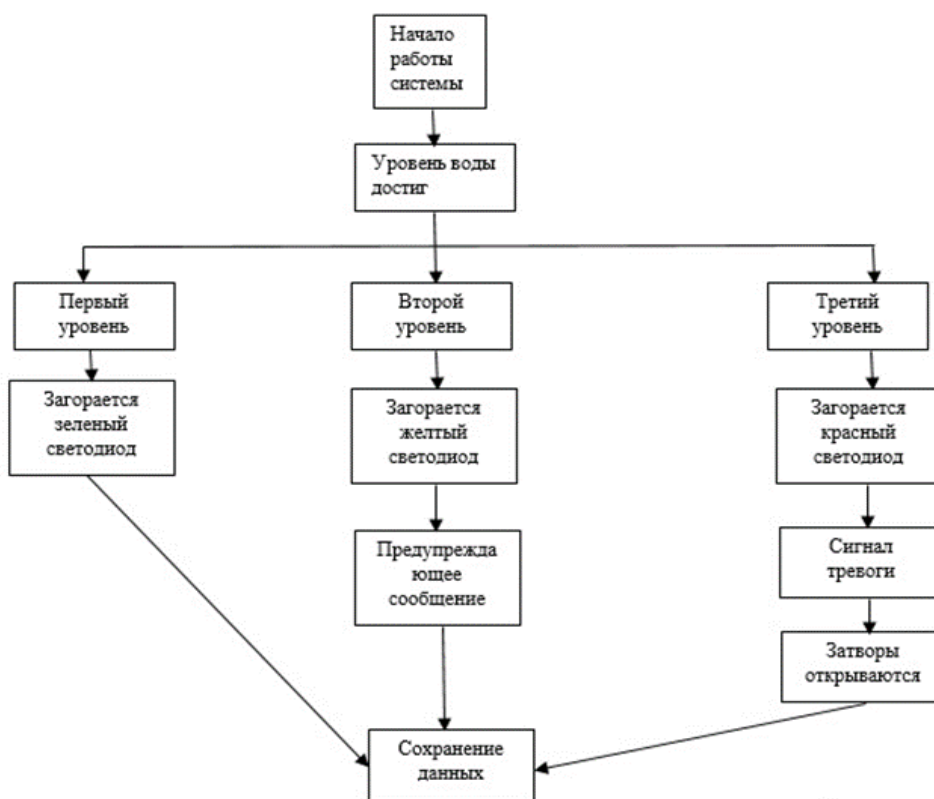 Начало
работы
системы
Уровень воды
достиг
Первый
уровень
Второй
уровень
Третий
уровень
Загорается
зеленый
светодиод
Загорается
желтый
светодиод
Загорается
красный
светодиод
Предупрежда
ющее
сообщение
Сигнал
тревоги
Затворы
открываются
Сохранение
данных